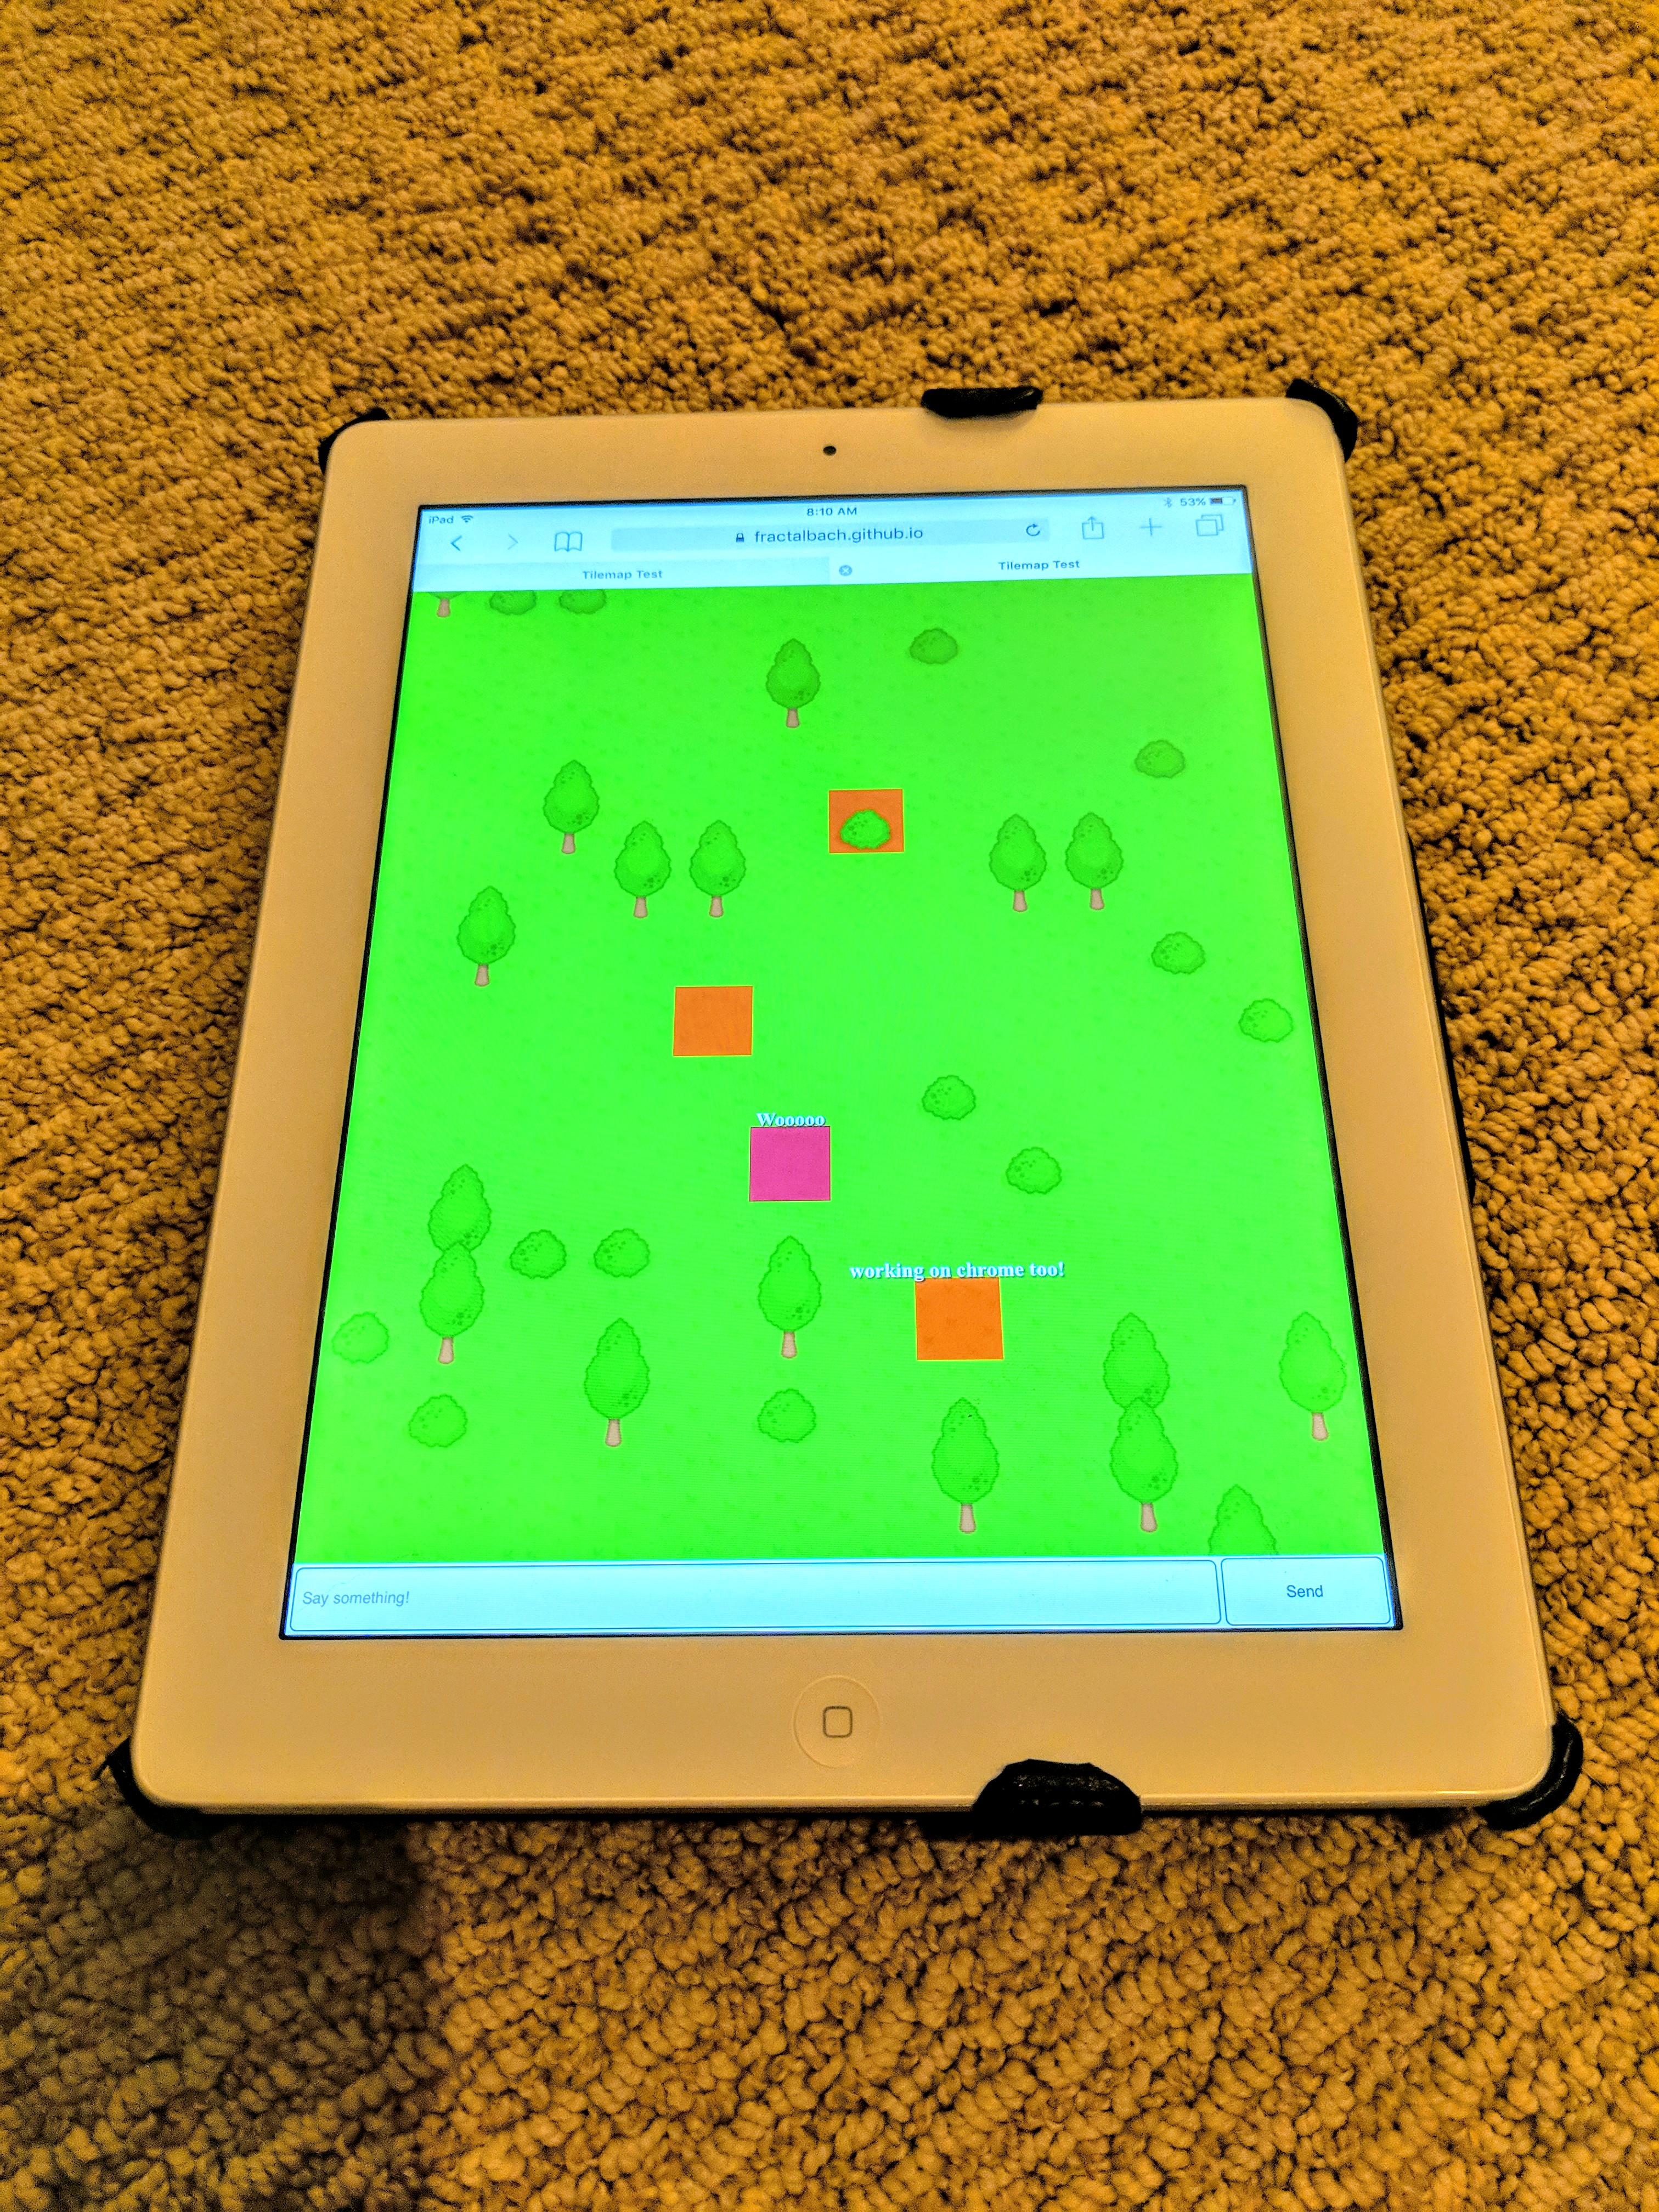 iPad
8:10 AM
53%
fractalbach.github.io
Tilemap Test
Tilemap Test
Wooooo
working on chrome too!
Say something!
Send